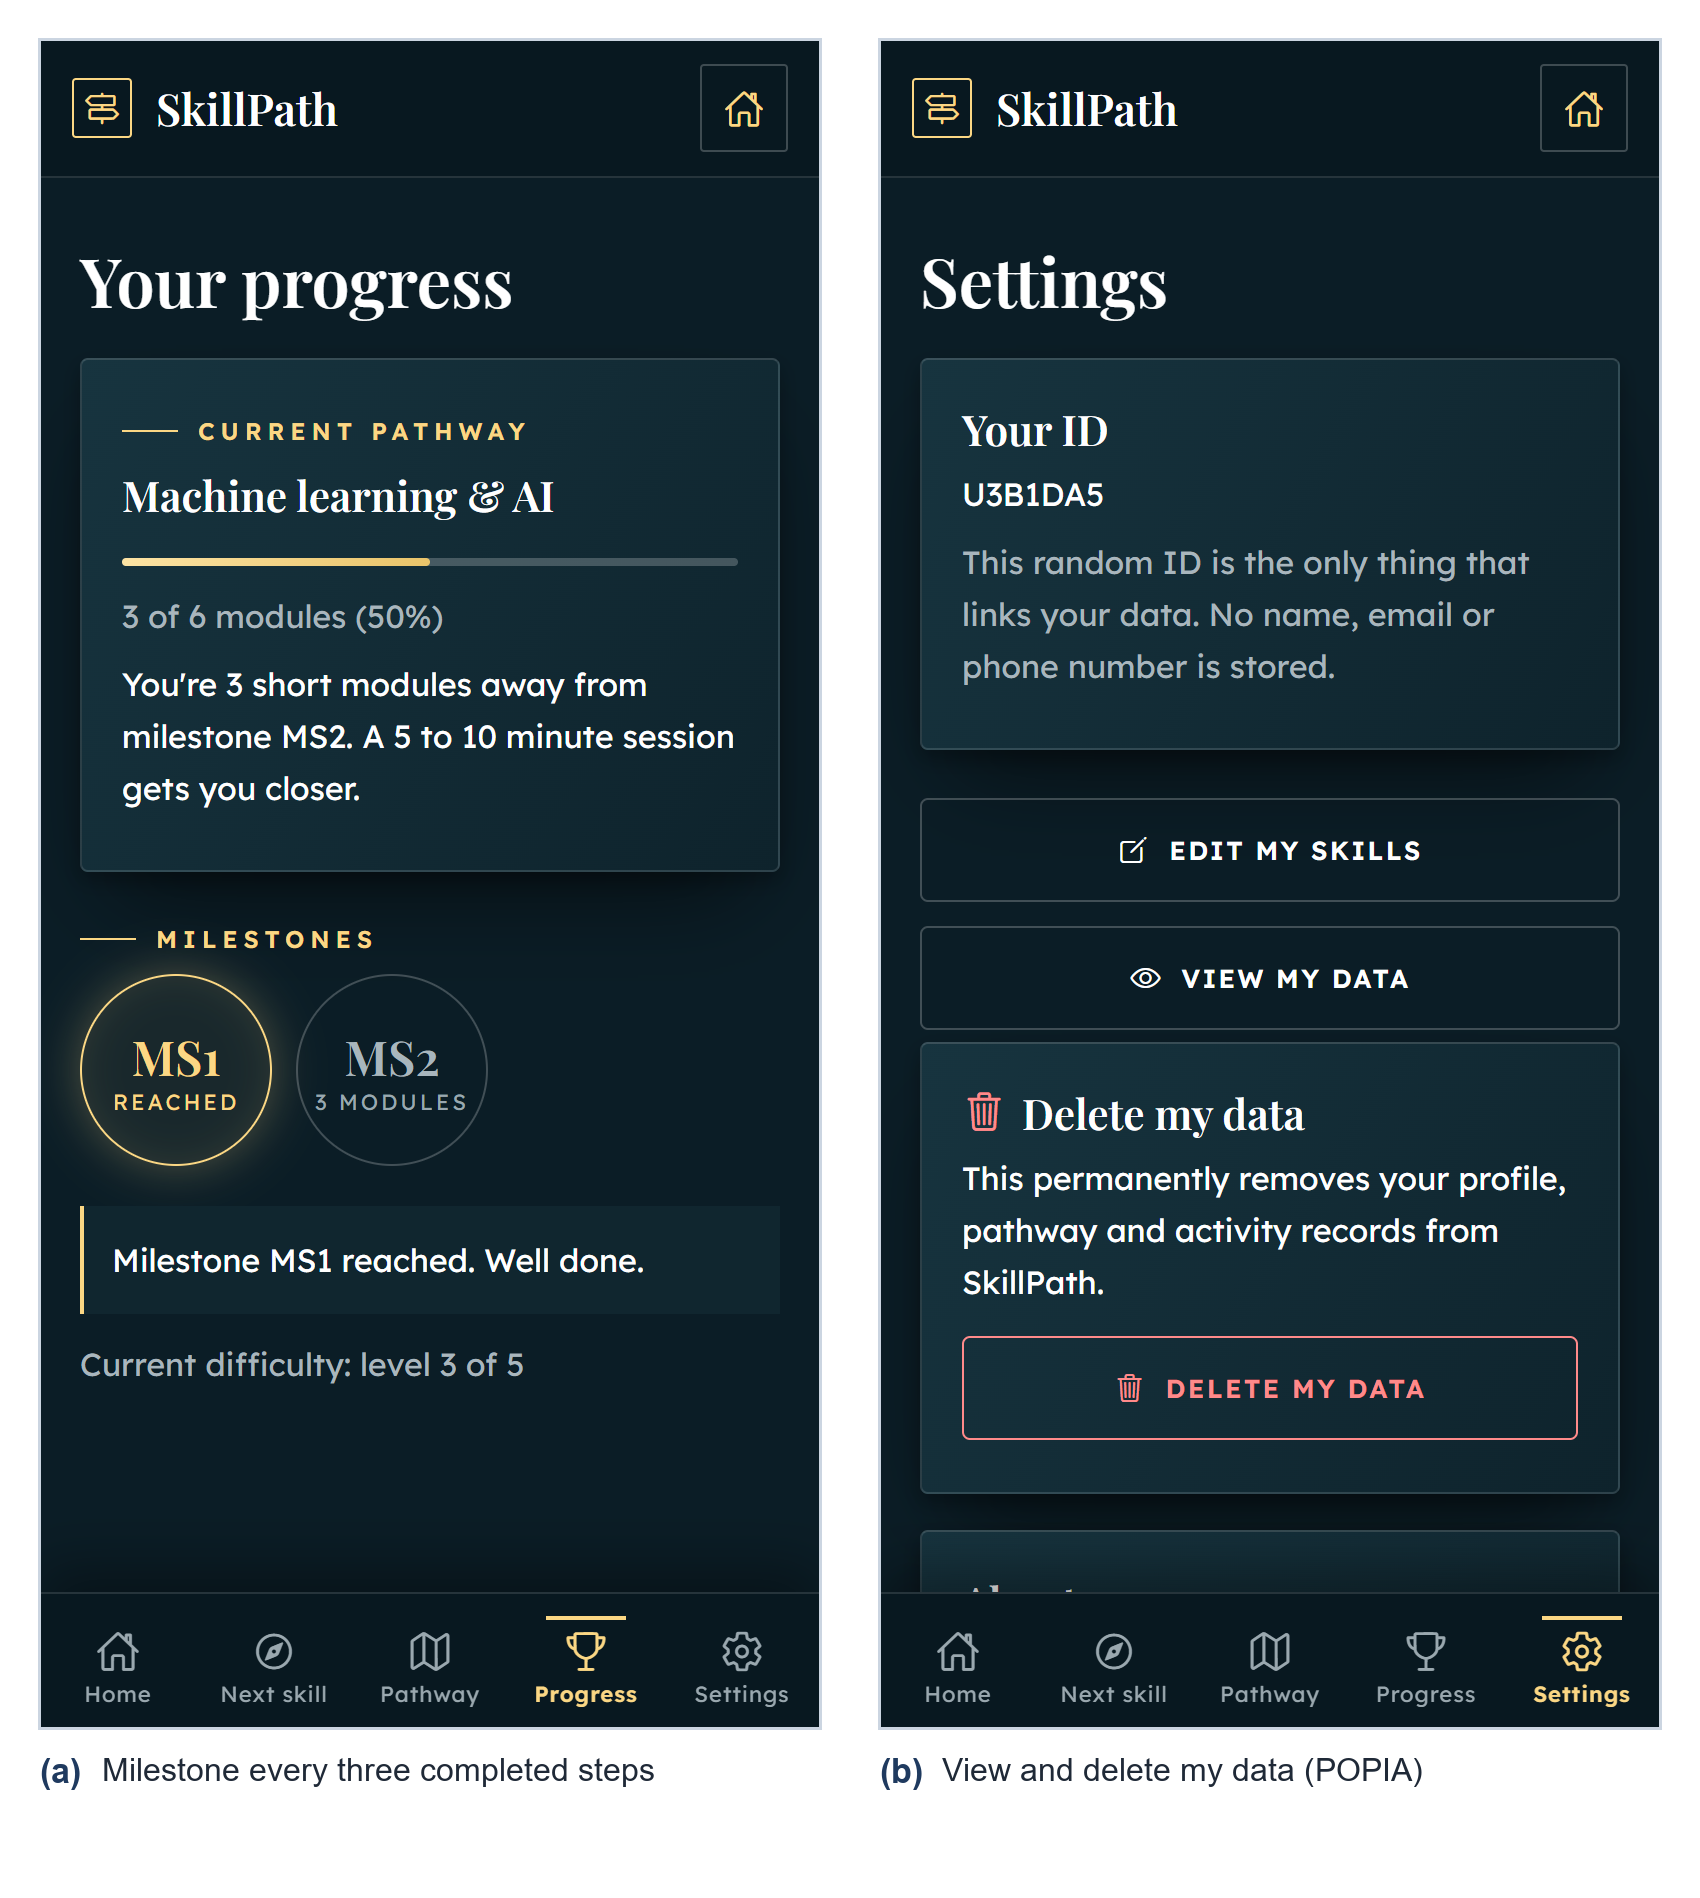 SkillPath
Your progress
CURRENT PATHWAY
Machine learning & AI
3 of 6 modules (50%)
You're 3 short modules away from
milestone MS2. A 5 to 10 minute session
gets you closer.
MILESTONES
MS1
REACHED
MS2
3 MODULES
Milestone MS1 reached. Well done.
Current difficulty: level 3 of 5
Home
Next skill
Pathway
Progress
Settings
(a) Milestone every three completed steps
SkillPath
Settings
Your ID
U3B1DA5
This random ID is the only thing that
links your data. No name, email or
phone number is stored.
EDIT MY SKILLS
VIEW MY DATA
Delete my data
This permanently removes your profile,
pathway and activity records from
SkillPath.
DELETE MY DATA
Home
Next skill
Pathway
Progress
Settings
(b) View and delete my data (POPIA)